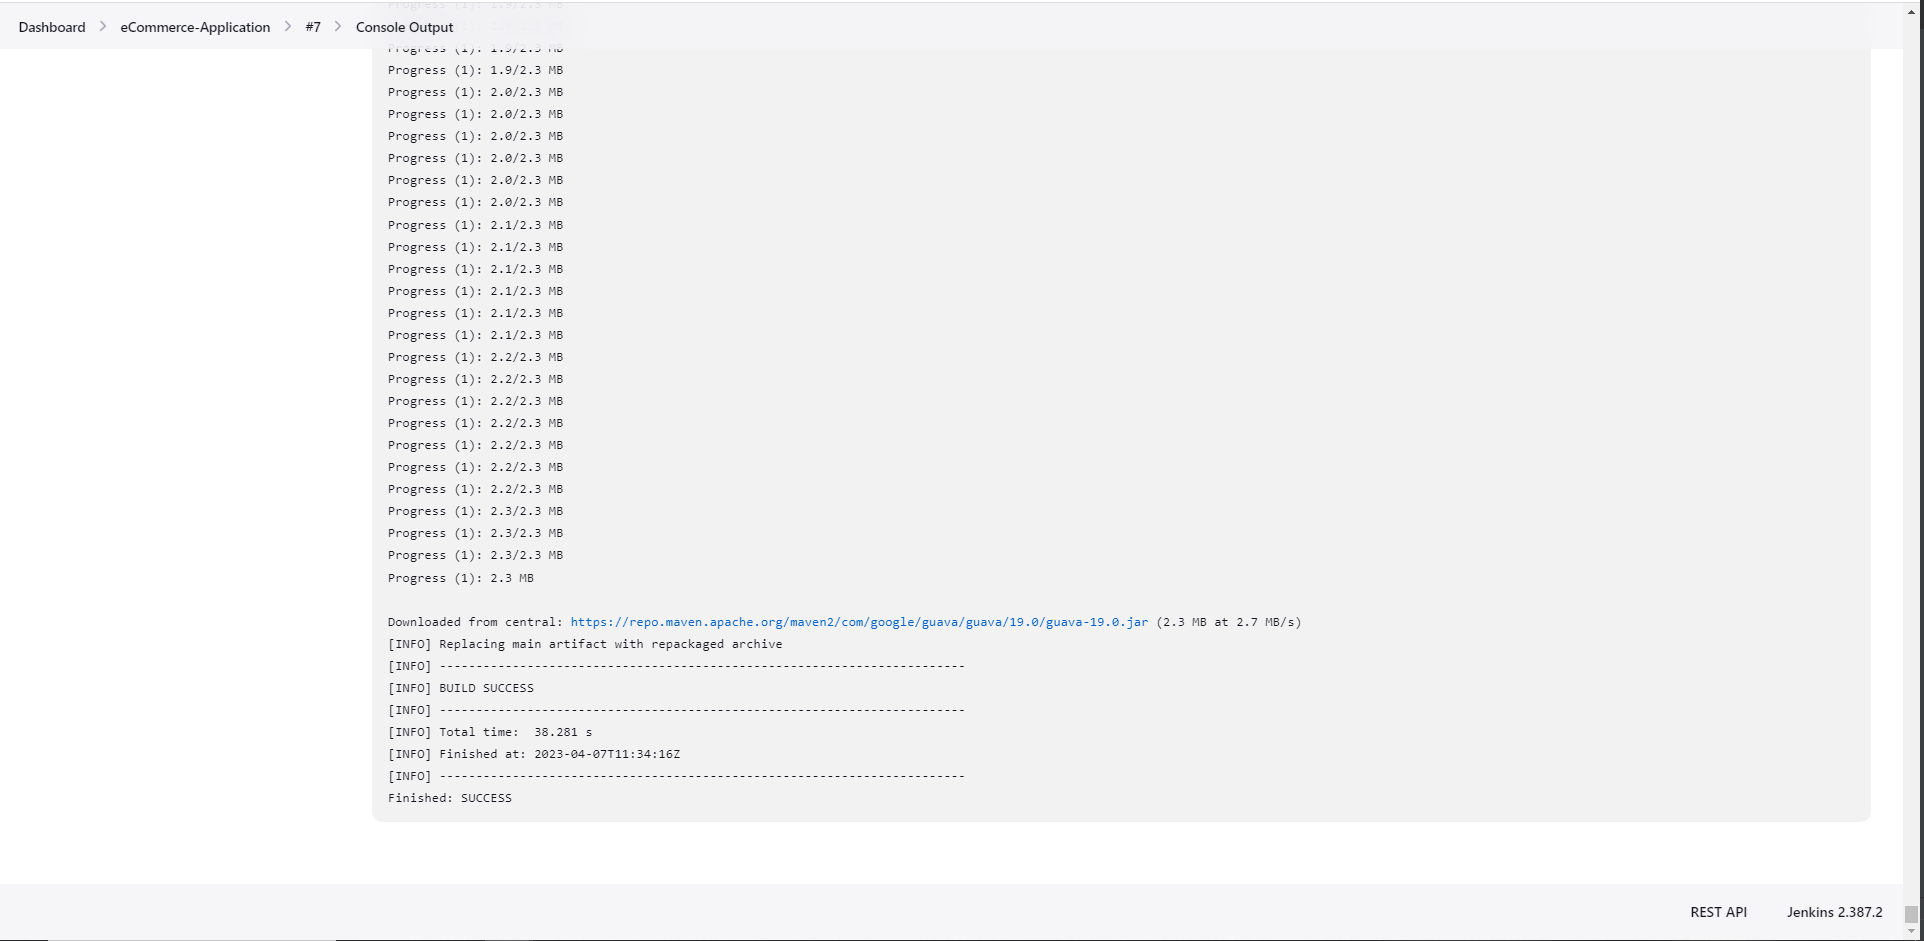 Dashboard > eCommerce-Application > #7 > Console Output
Progress (1): 1.9/2.3 MB
Progress (1): 1.9/2.3 MB
Progress (1): 2.0/2.3 MB
Progress (1): 2.0/2.3 MB
Progress (1): 2.0/2.3 MB
Progress (1): 2.0/2.3 MB
Progress (1): 2.0/2.3 MB
Progress (1): 2.0/2.3 MB
Progress (1): 2.1/2.3 MB
Progress (1): 2.1/2.3 MB
Progress (1): 2.1/2.3 MB
Progress (1): 2.1/2.3 MB
Progress (1): 2.1/2.3 MB
Progress (1): 2.1/2.3 MB
Progress (1): 2.2/2.3 MB
Progress (1): 2.2/2.3 MB
Progress (1): 2.2/2.3 MB
Progress (1): 2.2/2.3 MB
Progress (1): 2.2/2.3 MB
Progress (1): 2.2/2.3 MB
Progress (1): 2.2/2.3 MB
Progress (1): 2.3/2.3 MB
Progress (1): 2.3/2.3 MB
Progress (1): 2.3/2.3 MB
Progress (1): 2.3 MB
Downloaded from central: https://repo.maven.apache.org/maven2/com/google/guava/guava/19.0/guava-19.0.jar (2.3 MB at 2.7 MB/s)
[INFO] Replacing main artifact with repackaged archive
[INFO] ------------------------------------------------------------------------
[INFO] BUILD SUCCESS
[INFO] ------------------------------------------------------------------------
[INFO] Total time:  38.281 s
[INFO] Finished at: 2023-04-07T11:34:16Z
[INFO] ------------------------------------------------------------------------
Finished: SUCCESS
REST API
Jenkins 2.387.2